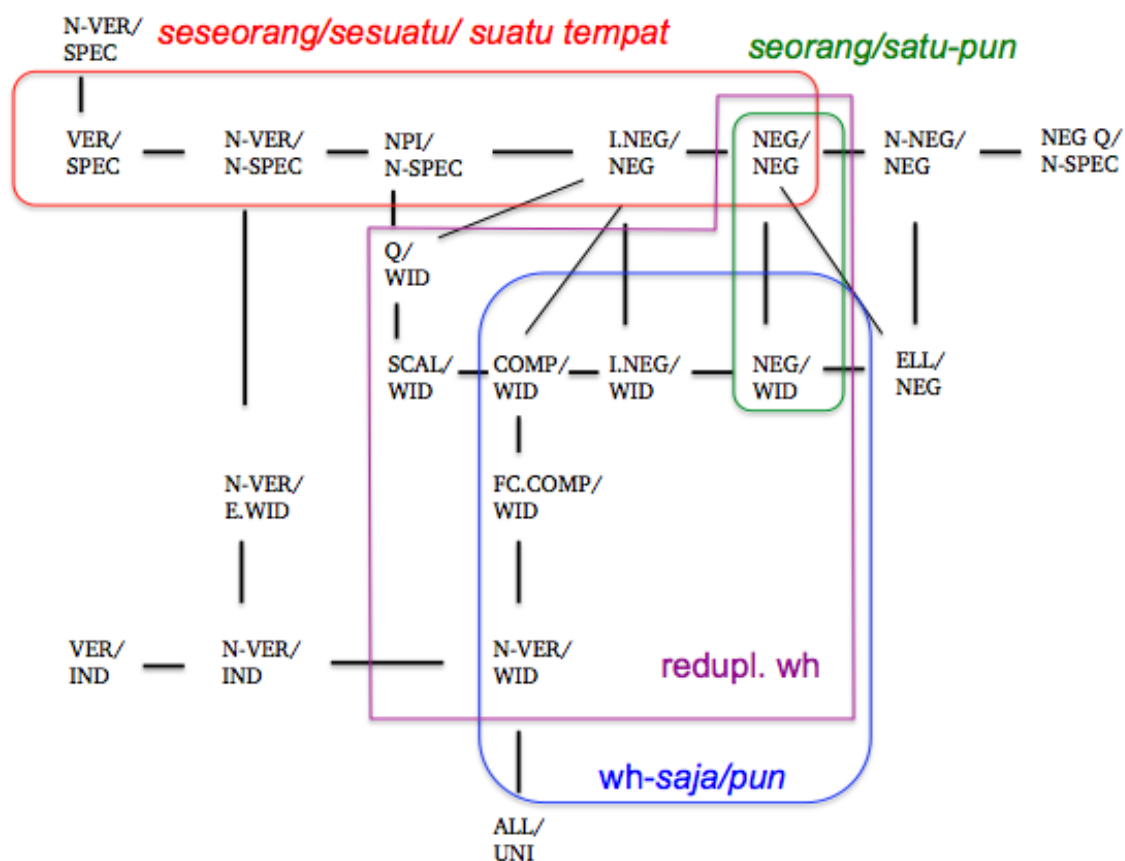 N-VER/
SPEC
seseorang/sesuatu/ suatu tempat
seorang/satu-pun
VER/
SPEC
N-VER/
N-SPEC
NPI/
N-SPEC
I.NEG/
NEG
NEG/
NEG
N-NEG/
NEG
NEG Q/
N-SPEC
Q/
WID
SCAL/
WID
COMP/
WID
I.NEG/
WID
NEG/
WID
ELL/
NEG
N-VER/
E.WID
FC.COMP/
WID
VER/
IND
N-VER/
IND
N-VER/
WID
redupl. wh
wh-saja/pun
ALL/
UNI